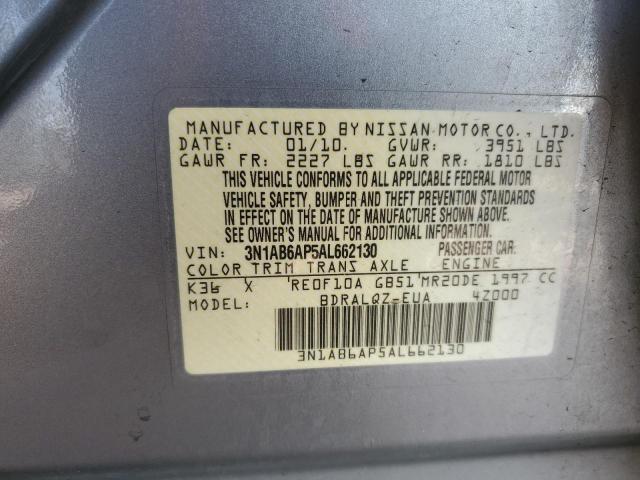 MANUFACTURED BY NISSAN MOTOR CO., LTD.
DATE: 01/10. GVWR: 3951 LBS
GAWR FR: 2227 LBS GAWR RR: 1810 LBS
THIS VEHICLE CONFORMS TO ALL APPLICABLE FEDERAL MOTOR
VEHICLE SAFETY, BUMPER AND THEFT PREVENTION STANDARDS
IN EFFECT ON THE DATE OF MANUFACTURE SHOWN ABOVE.
SEE OWNER'S MANUAL FOR ADDITIONAL INFORMATION
VIN: 3N1AB6AP5AL662130 PASSENGER CAR.
COLOR TRIM TRANS AXLE ENGINE
K36 X RE0F10A GB51 MR20DE 1997 CC
MODEL: BDRALQZ-EUA 4Z000
3N1AB6AP5AL662130